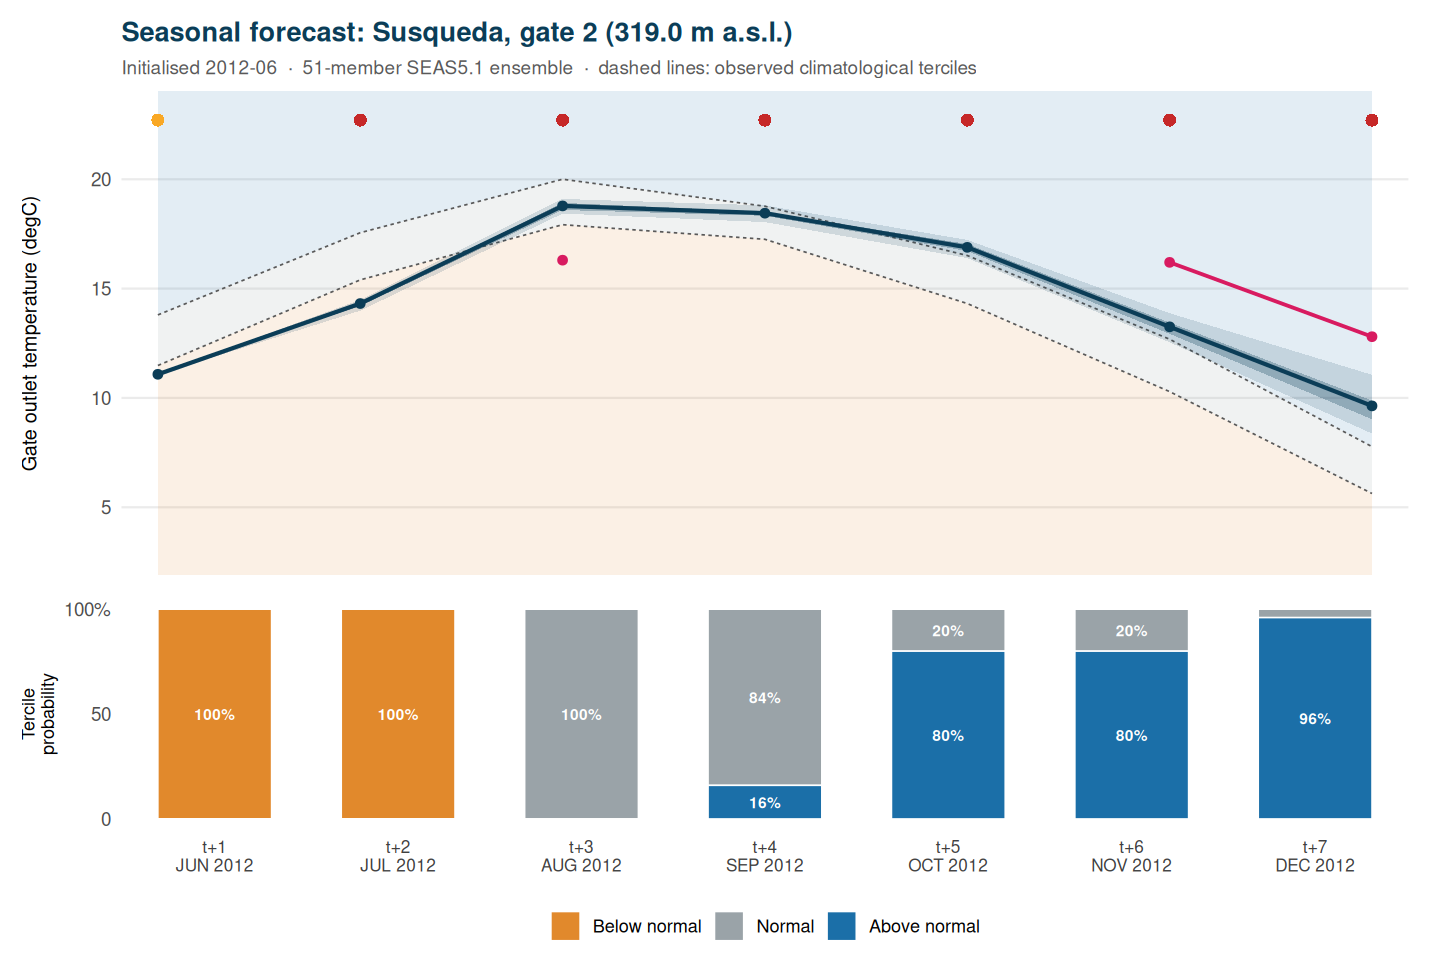 Seasonal forecast: Susqueda, gate 2 (319.0 m a.s.l.)
Initialised 2012-06 · 51-member SEAS5.1 ensemble · dashed lines: observed climatological terciles
Gate outlet temperature (degC)
20
15
10
5
Tercile
probability
100%
50
0
100%
100%
100%
84%
16%
20%
80%
20%
80%
96%
t+1
JUN 2012
t+2
JUL 2012
t+3
AUG 2012
t+4
SEP 2012
t+5
OCT 2012
t+6
NOV 2012
t+7
DEC 2012
Below normal
Normal
Above normal